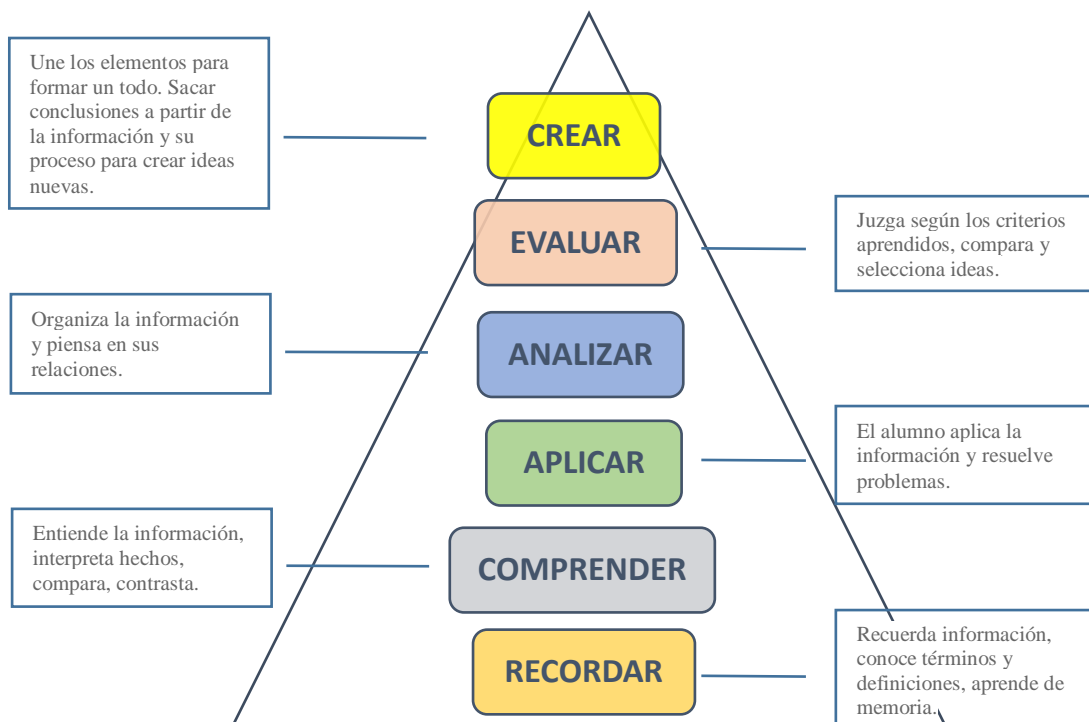 Une los elementos para
formar un todo. Sacar
conclusiones a partir de
la información y su
proceso para crear ideas
nuevas.
CREAR
EVALUAR
Juzga según los criterios
aprendidos, compara y
selecciona ideas.
Organiza la información
y piensa en sus
relaciones.
ANALIZAR
APLICAR
El alumno aplica la
información y resuelve
problemas.
Entiende la información,
interpreta hechos,
compara, contrasta.
COMPRENDER
RECORDAR
Recuerda información,
conoce términos y
definiciones, aprende de
memoria.